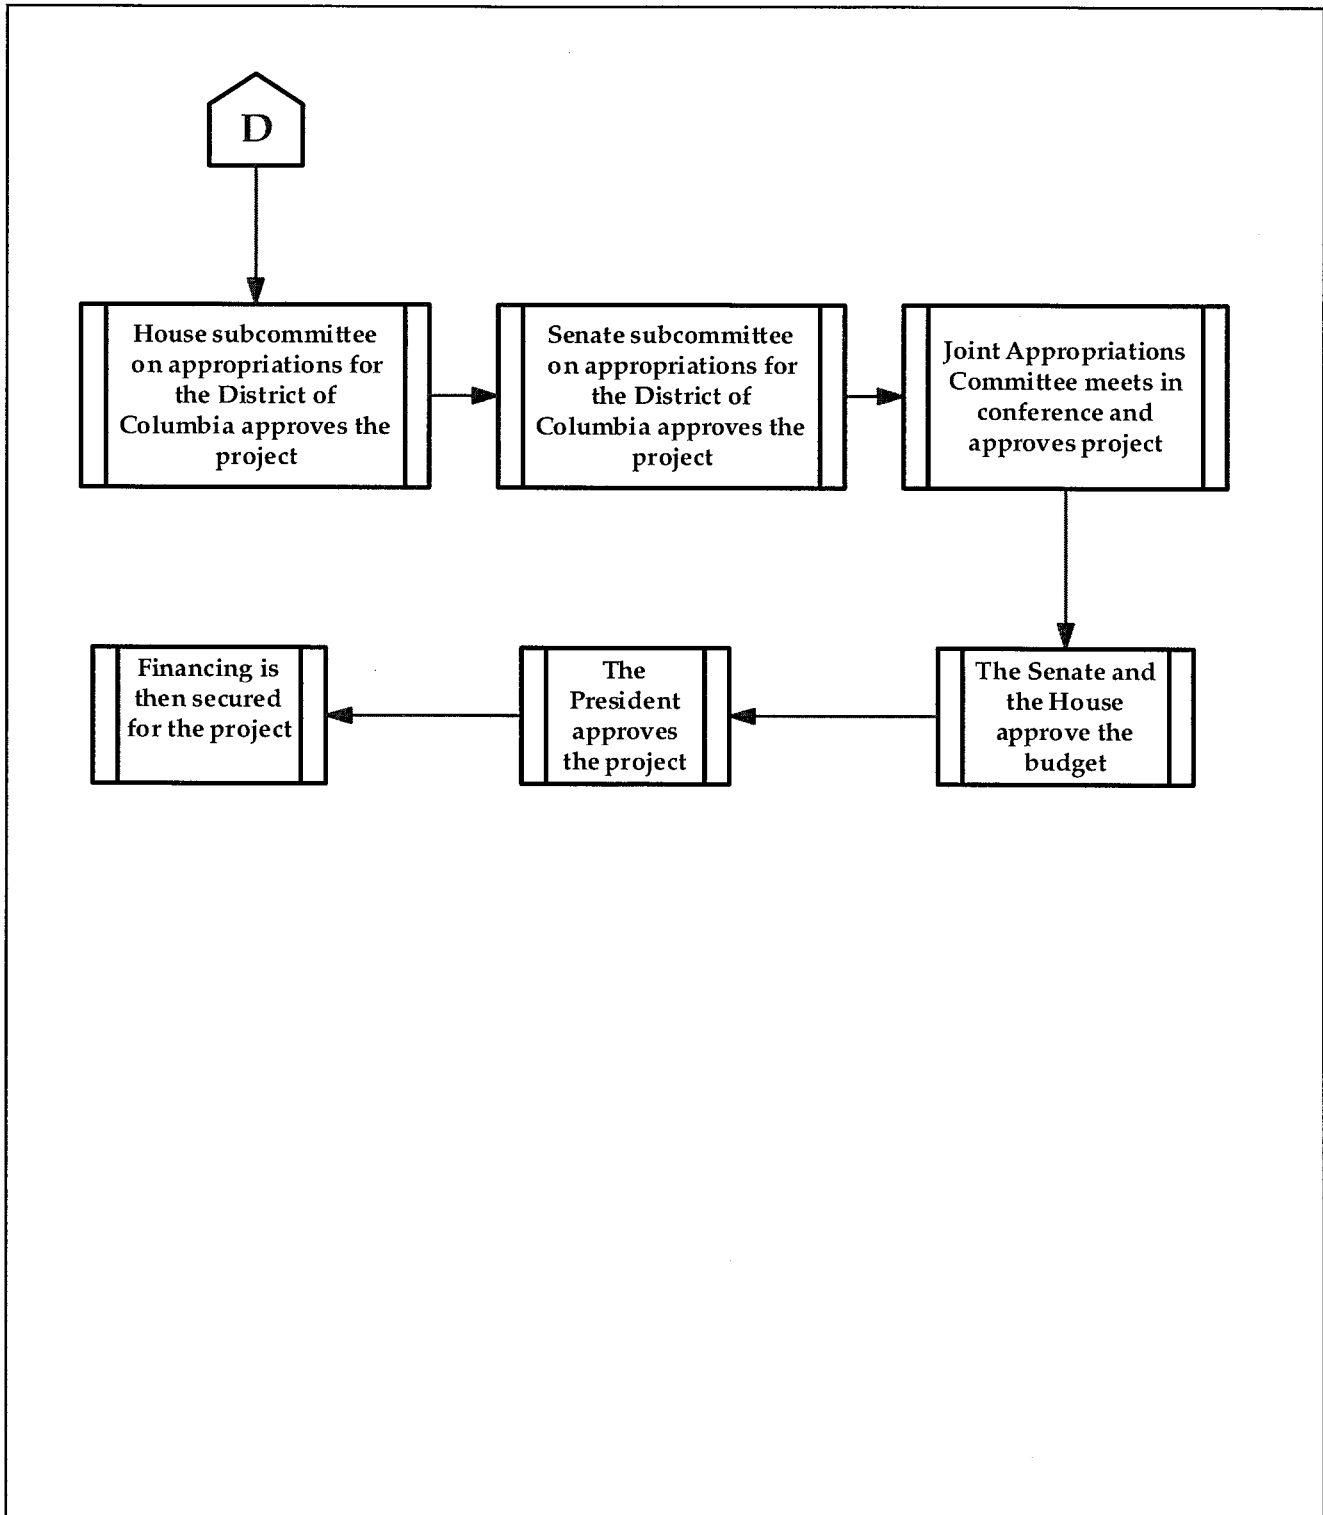 D
House subcommittee
on appropriations for
the District of
Columbia approves the
project
Senate subcommittee
on appropriations for
the District of
Columbia approves the
project
Joint Appropriations
Committee meets in
conference and
approves project
The Senate and
the House
approve the
budget
The
President
approves
the project
Financing is
then secured
for the project